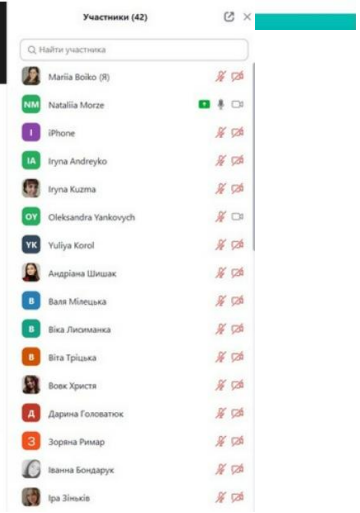 Участники (42)
Найти участника
Mariia Boiko (Я)
NM Nataliia Morze
I iPhone
IA Iryna Andreyko
Iryna Kuzma
OY Oleksandra Yankovych
YK Yuliya Korol
Андріана Шишак
В Валя Мілецька
В Віка Лисиманка
В Віта Тріцька
Вовк Христя
Д Дарина Головатюк
З Зоряна Римар
Іванна Бондарук
Іра Зіньків